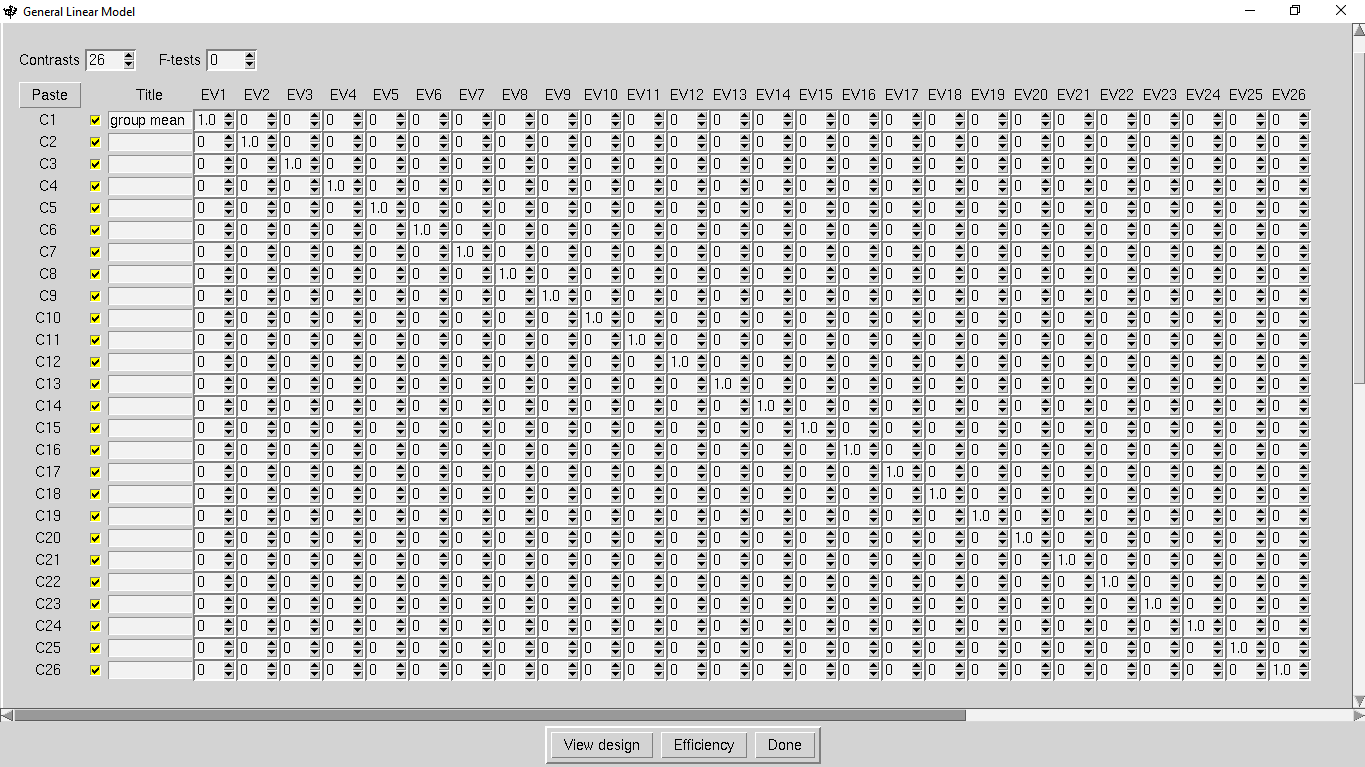 General Linear Model
Contrasts 26 F-tests 0
Paste Title EV1 EV2 EV3 EV4 EV5 EV6 EV7 EV8 EV9 EV10 EV11 EV12 EV13 EV14 EV15 EV16 EV17 EV18 EV19 EV20 EV21 EV22 EV23 EV24 EV25 EV26
C1 group mean 1.0 0 0 0 0 0 0 0 0 0 0 0 0 0 0 0 0 0 0 0 0 0 0 0 0 0
C2 0 1.0 0 0 0 0 0 0 0 0 0 0 0 0 0 0 0 0 0 0 0 0 0 0 0 0
C3 0 0 1.0 0 0 0 0 0 0 0 0 0 0 0 0 0 0 0 0 0 0 0 0 0 0 0
C4 0 0 0 1.0 0 0 0 0 0 0 0 0 0 0 0 0 0 0 0 0 0 0 0 0 0 0
C5 0 0 0 0 1.0 0 0 0 0 0 0 0 0 0 0 0 0 0 0 0 0 0 0 0 0 0
C6 0 0 0 0 0 1.0 0 0 0 0 0 0 0 0 0 0 0 0 0 0 0 0 0 0 0 0
C7 0 0 0 0 0 0 1.0 0 0 0 0 0 0 0 0 0 0 0 0 0 0 0 0 0 0 0
C8 0 0 0 0 0 0 0 1.0 0 0 0 0 0 0 0 0 0 0 0 0 0 0 0 0 0 0
C9 0 0 0 0 0 0 0 0 1.0 0 0 0 0 0 0 0 0 0 0 0 0 0 0 0 0 0
C10 0 0 0 0 0 0 0 0 0 1.0 0 0 0 0 0 0 0 0 0 0 0 0 0 0 0 0
C11 0 0 0 0 0 0 0 0 0 0 1.0 0 0 0 0 0 0 0 0 0 0 0 0 0 0 0
C12 0 0 0 0 0 0 0 0 0 0 0 1.0 0 0 0 0 0 0 0 0 0 0 0 0 0 0
C13 0 0 0 0 0 0 0 0 0 0 0 0 1.0 0 0 0 0 0 0 0 0 0 0 0 0 0
C14 0 0 0 0 0 0 0 0 0 0 0 0 0 1.0 0 0 0 0 0 0 0 0 0 0 0 0
C15 0 0 0 0 0 0 0 0 0 0 0 0 0 0 1.0 0 0 0 0 0 0 0 0 0 0 0
C16 0 0 0 0 0 0 0 0 0 0 0 0 0 0 0 1.0 0 0 0 0 0 0 0 0 0 0
C17 0 0 0 0 0 0 0 0 0 0 0 0 0 0 0 0 1.0 0 0 0 0 0 0 0 0 0
C18 0 0 0 0 0 0 0 0 0 0 0 0 0 0 0 0 0 1.0 0 0 0 0 0 0 0 0
C19 0 0 0 0 0 0 0 0 0 0 0 0 0 0 0 0 0 0 1.0 0 0 0 0 0 0 0
C20 0 0 0 0 0 0 0 0 0 0 0 0 0 0 0 0 0 0 0 1.0 0 0 0 0 0 0
C21 0 0 0 0 0 0 0 0 0 0 0 0 0 0 0 0 0 0 0 0 1.0 0 0 0 0 0
C22 0 0 0 0 0 0 0 0 0 0 0 0 0 0 0 0 0 0 0 0 0 1.0 0 0 0 0
C23 0 0 0 0 0 0 0 0 0 0 0 0 0 0 0 0 0 0 0 0 0 0 1.0 0 0 0
C24 0 0 0 0 0 0 0 0 0 0 0 0 0 0 0 0 0 0 0 0 0 0 0 1.0 0 0
C25 0 0 0 0 0 0 0 0 0 0 0 0 0 0 0 0 0 0 0 0 0 0 0 0 1.0 0
C26 0 0 0 0 0 0 0 0 0 0 0 0 0 0 0 0 0 0 0 0 0 0 0 0 0 1.0
View design Efficiency Done